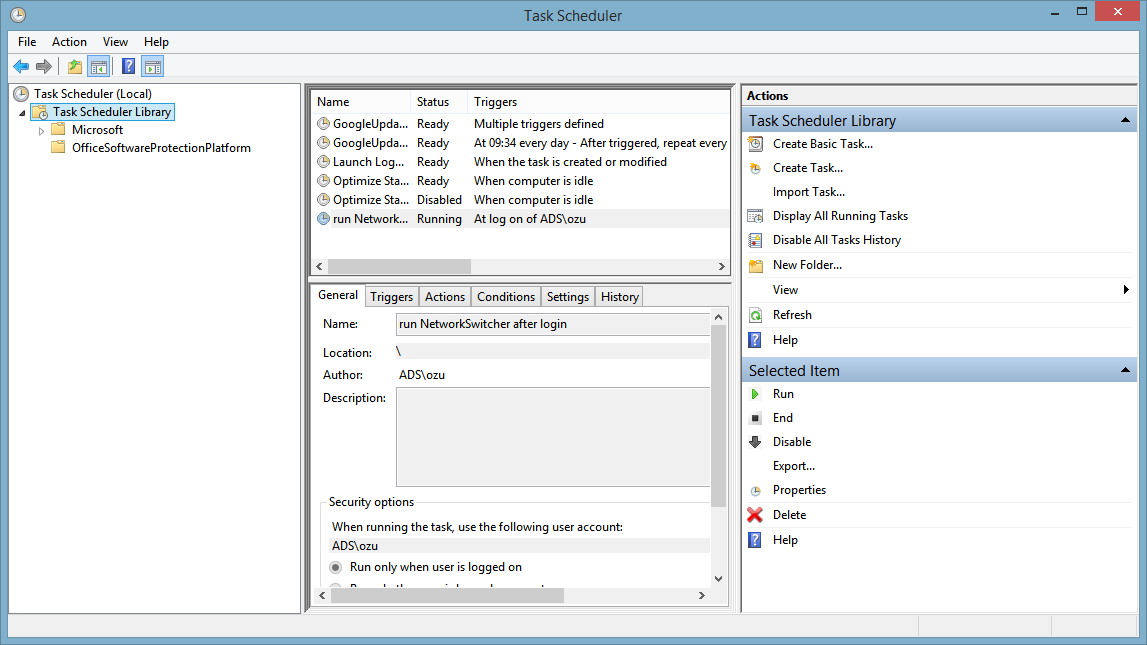 Task Scheduler
File Action View Help
Task Scheduler (Local)
Task Scheduler Library
Microsoft
OfficeSoftwareProtectionPlatform
Name Status Triggers
GoogleUpda... Ready Multiple triggers defined
GoogleUpda... Ready At 09:34 every day - After triggered, repeat every
Launch Log... Ready When the task is created or modified
Optimize Sta... Ready When computer is idle
Optimize Sta... Disabled When computer is idle
run Network... Running At log on of ADS\ozu
General Triggers Actions Conditions Settings History
Name: run NetworkSwitcher after login
Location: \
Author: ADS\ozu
Description:
Security options
When running the task, use the following user account:
ADS\ozu
Run only when user is logged on
Actions
Task Scheduler Library
Create Basic Task...
Create Task...
Import Task...
Display All Running Tasks
Disable All Tasks History
New Folder...
View
Refresh
Help
Selected Item
Run
End
Disable
Export...
Properties
Delete
Help